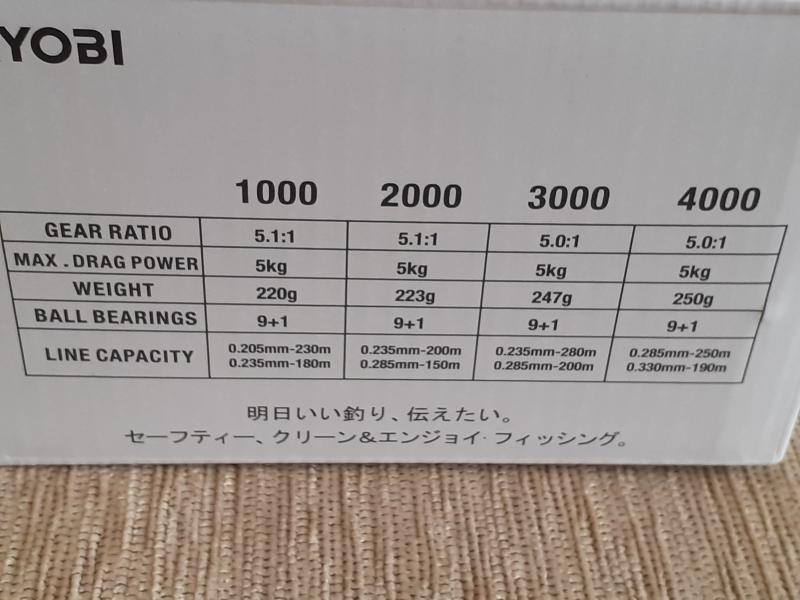 YOBI
1000 2000 3000 4000
GEAR RATIO 5.1:1 5.1:1 5.0:1 5.0:1
MAX.DRAG POWER 5kg 5kg 5kg 5kg
WEIGHT 220g 223g 247g 250g
BALL BEARINGS 9+1 9+1 9+1 9+1
LINE CAPACITY 0.205mm-230m 0.235mm-200m 0.235mm-280m 0.285mm-250m
0.235mm-180m 0.285mm-150m 0.285mm-200m 0.330mm-190m
明日いい釣り、伝えたい。
セーフティー、クリーン&エンジョイ·フィッシング。